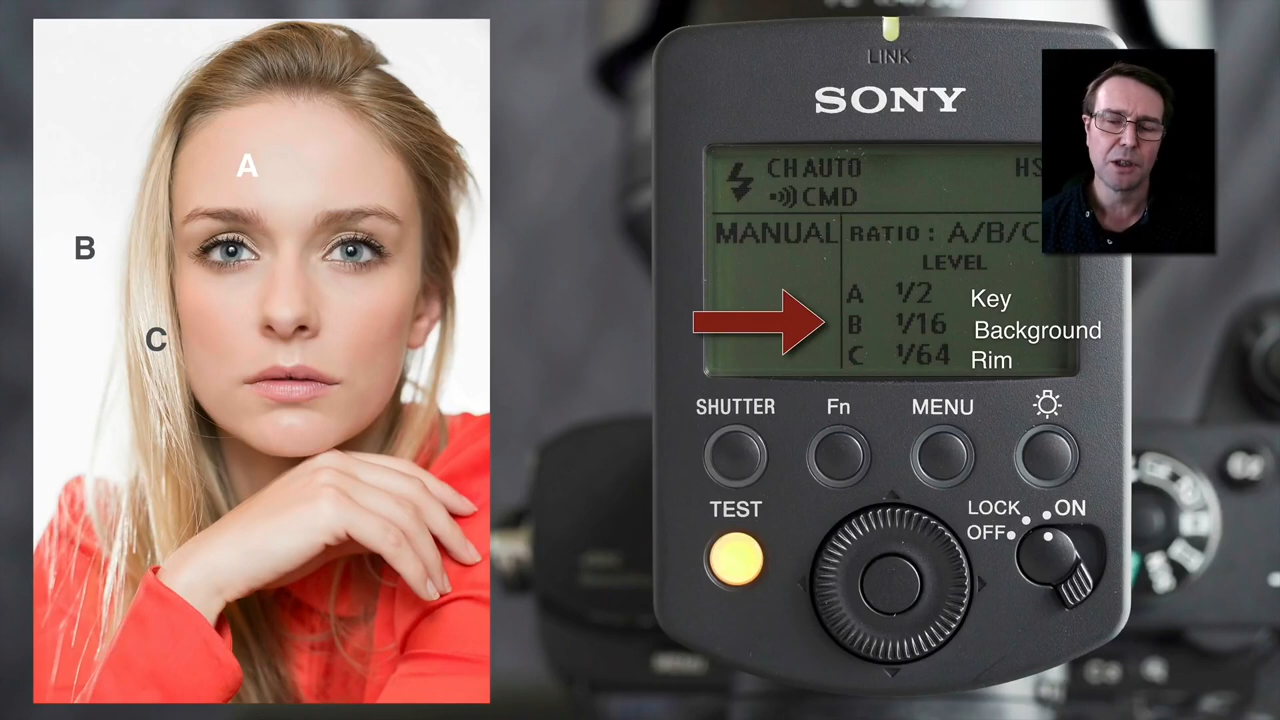 A
B
C
LINK
SONY
CH AUTO
HS
CMD
MANUAL
RATIO: A/B/C
LEVEL
A 1/2 Key
B 1/16 Background
C 1/64 Rim
SHUTTER Fn MENU
TEST
LOCK ON
OFF